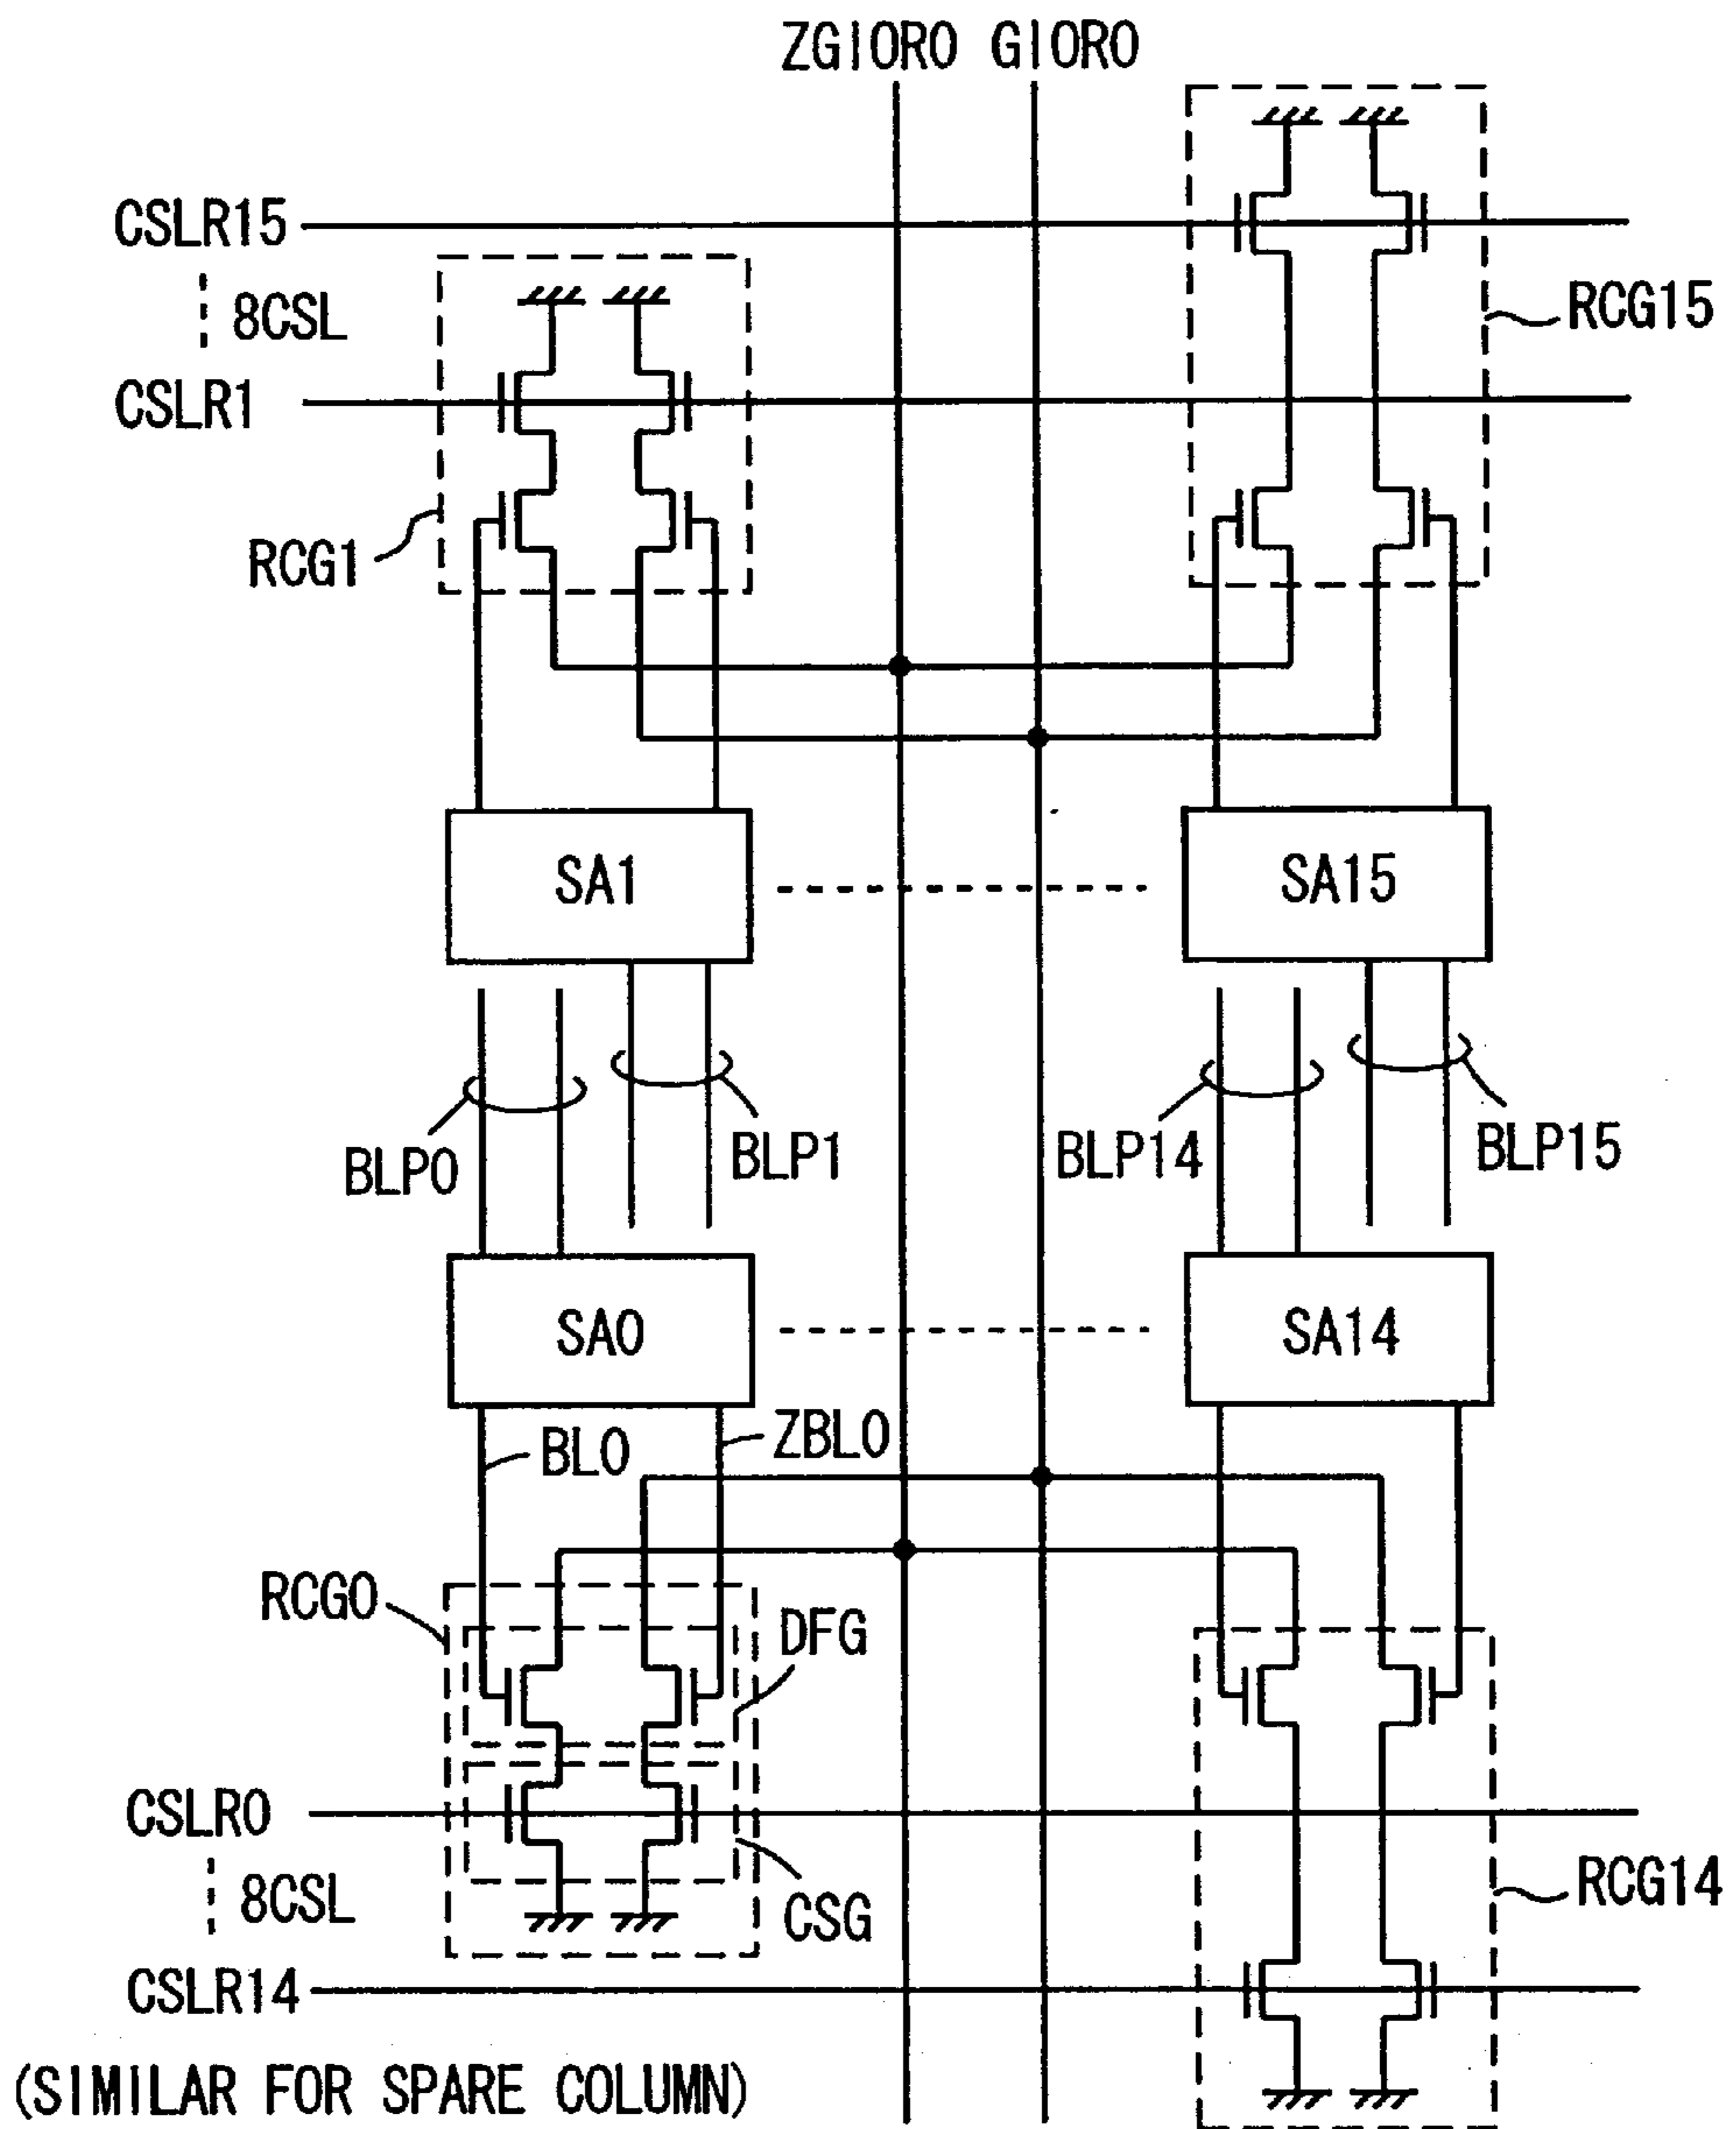 ZGIOR0 GIOR0
CSLR15
8CSL
RCG15
CSLR1
RCG1
SA1
SA15
BLP0
BLP1
BLP14
BLP15
SA0
SA14
BL0
ZBL0
RCG0
DFG
CSLR0
8CSL
CSG
RCG14
CSLR14
(SIMILAR FOR SPARE COLUMN)